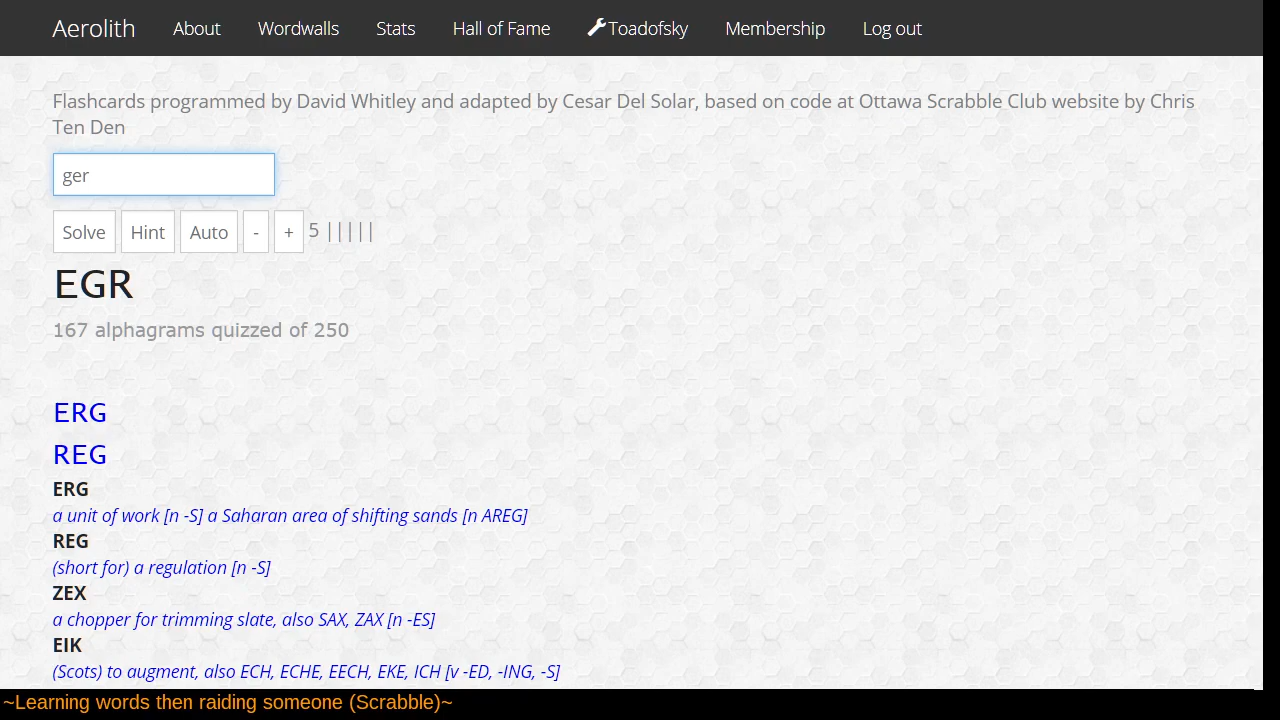 Aerolith About Wordwalls Stats Hall of Fame Toadofsky Membership Log out
Flashcards programmed by David Whitley and adapted by Cesar Del Solar, based on code at Ottawa Scrabble Club website by Chris
Ten Den
ger
Solve Hint Auto - + 5 |||||
EGR
167 alphagrams quizzed of 250
ERG
REG
ERG
a unit of work [n -S] a Saharan area of shifting sands [n AREG]
REG
(short for) a regulation [n -S]
ZEX
a chopper for trimming slate, also SAX, ZAX [n -ES]
EIK
(Scots) to augment, also ECH, ECHE, EECH, EKE, ICH [v -ED, -ING, -S]
~Learning words then raiding someone (Scrabble)~